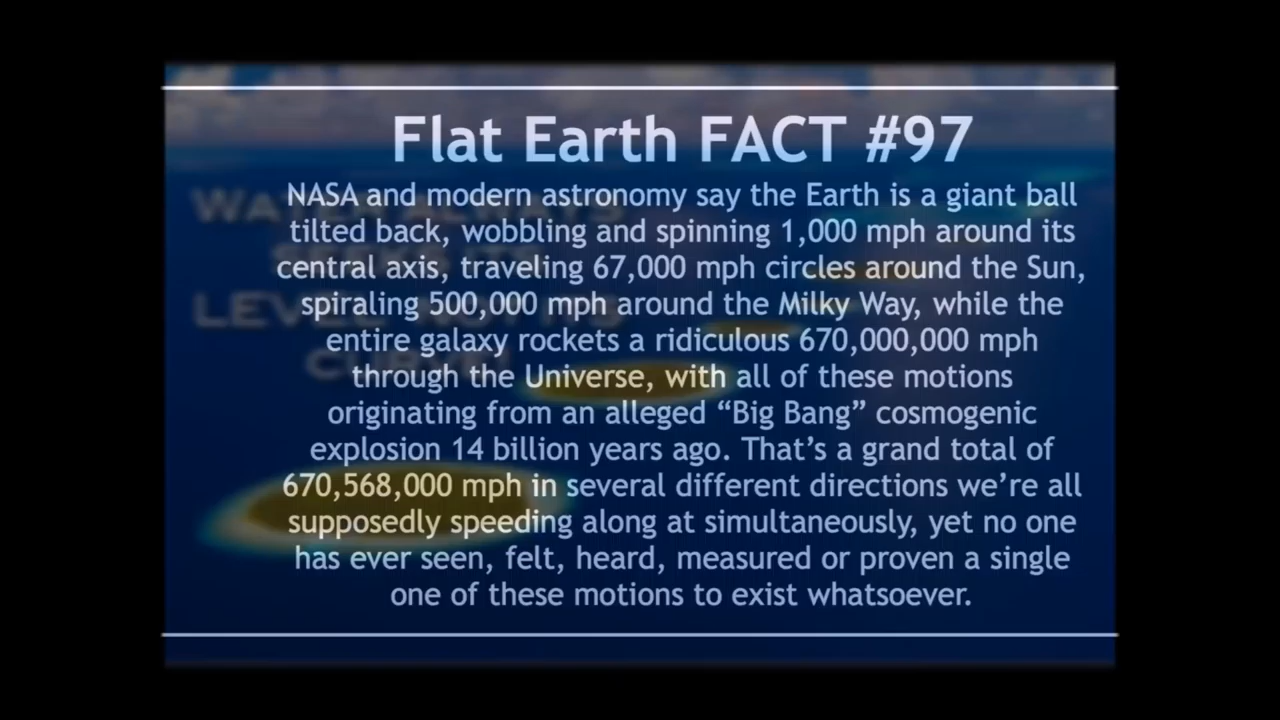 Flat Earth FACT #97
NASA and modern astronomy say the Earth is a giant ball
tilted back, wobbling and spinning 1,000 mph around its
central axis, traveling 67,000 mph circles around the Sun,
spiraling 500,000 mph around the Milky Way, while the
entire galaxy rockets a ridiculous 670,000,000 mph
through the Universe, with all of these motions
originating from an alleged “Big Bang” cosmogenic
explosion 14 billion years ago. That’s a grand total of
670,568,000 mph in several different directions we’re all
supposedly speeding along at simultaneously, yet no one
has ever seen, felt, heard, measured or proven a single
one of these motions to exist whatsoever.